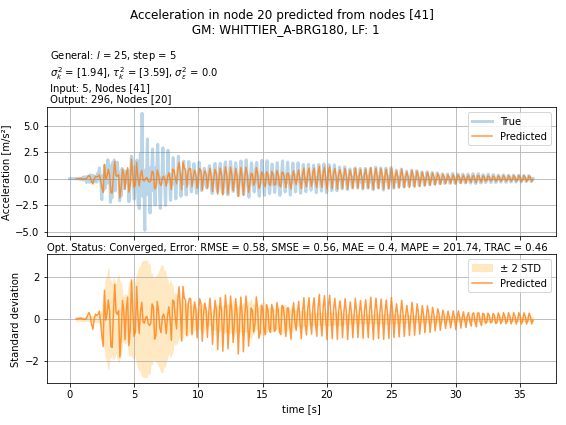 Acceleration in node 20 predicted from nodes [41]
GM: WHITTIER_A-BRG180, LF: 1
General: l = 25, step = 5
σ²ₖ = [1.94], τ²ₖ = [3.59], σ²ε = 0.0
Input: 5, Nodes [41]
Output: 296, Nodes [20]
Acceleration [m/s²]
5.0
2.5
0.0
−2.5
−5.0
True
Predicted
Opt. Status: Converged, Error: RMSE = 0.58, SMSE = 0.56, MAE = 0.4, MAPE = 201.74, TRAC = 0.46
Standard deviation
2
0
−2
± 2 STD
Predicted
0 5 10 15 20 25 30 35
time [s]